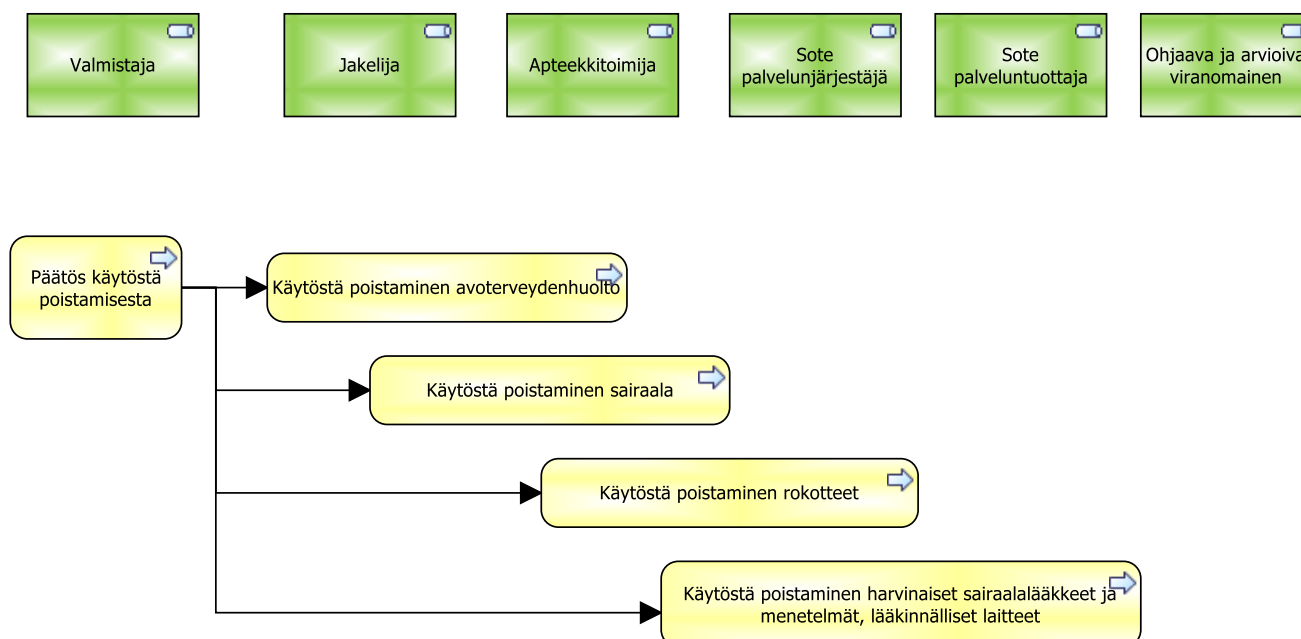 Valmistaja
Jakelija
Apteekkitoimija
Sote
palvelunjärjestäjä
Sote
palveluntuottaja
Ohjaava ja arvioiva
viranomainen
Päätös käytöstä
poistamisesta
Käytöstä poistaminen avoterveydenhuolto
Käytöstä poistaminen sairaala
Käytöstä poistaminen rokotteet
Käytöstä poistaminen harvinaiset sairaalalääkkeet ja
menetelmät, lääkinnälliset laitteet